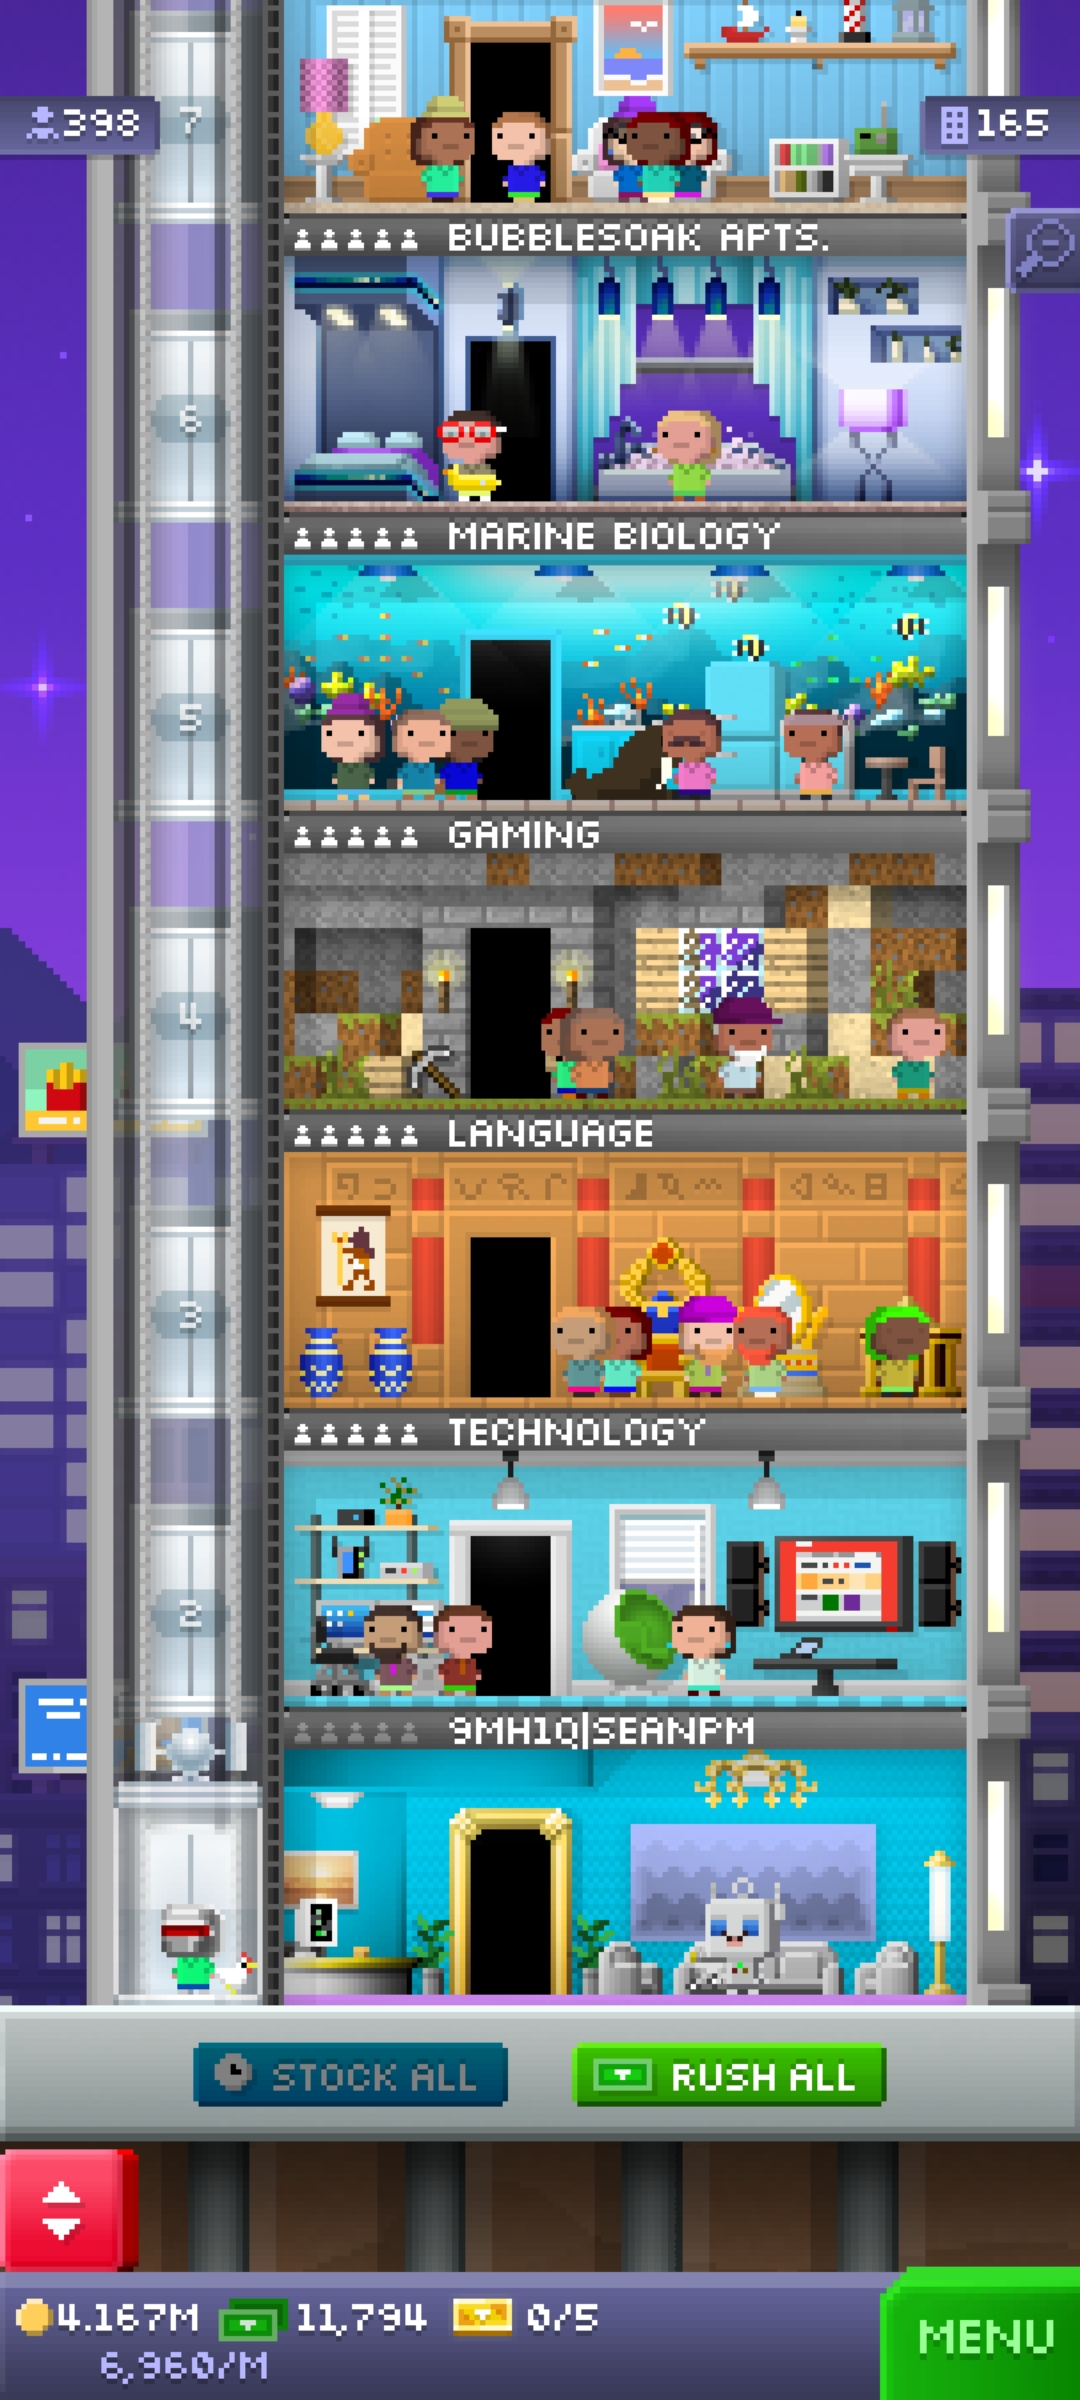 398
7
165
BUBBLESOAK APTS.
6
MARINE BIOLOGY
5
GAMING
4
LANGUAGE
3
TECHNOLOGY
2
9MH1Q|SEANPM
STOCK ALL
RUSH ALL
4.167M
11,794
0/5
6,960/M
MENU